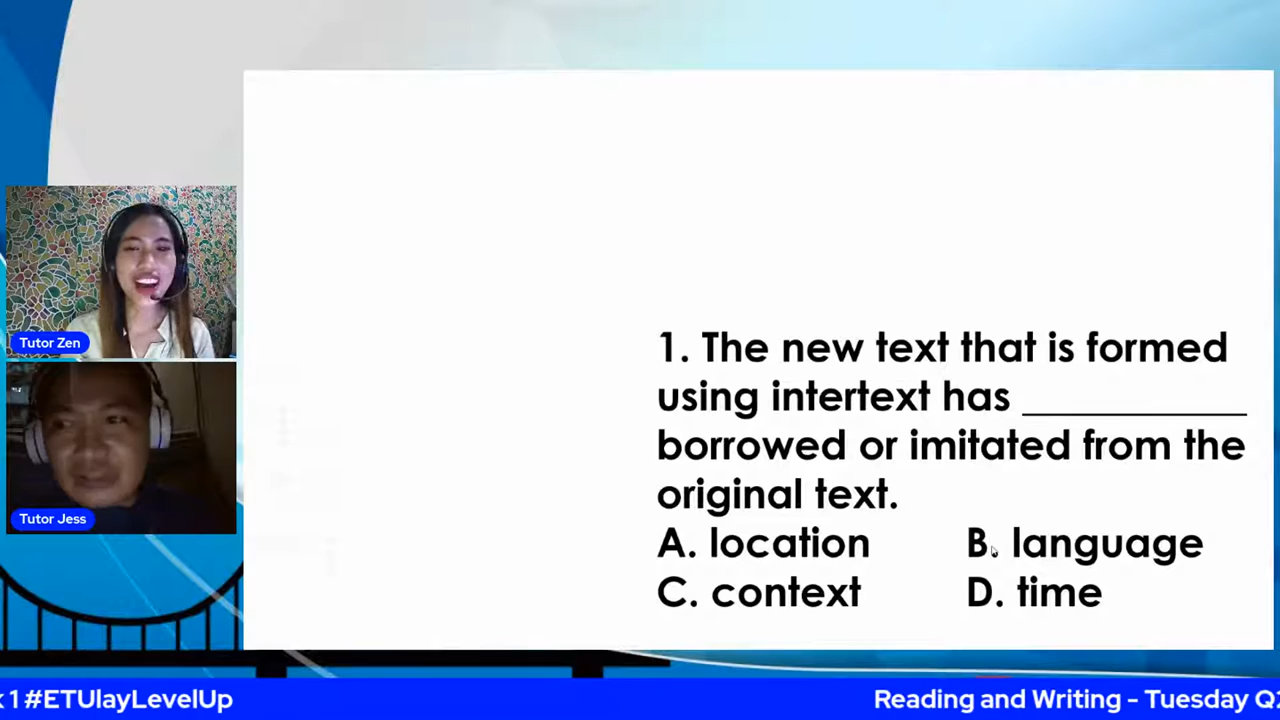 1. The new text that is formed
using intertext has ___________
borrowed or imitated from the
original text.
A. location B. language
C. context D. time
Tutor Zen
Tutor Jess
1 #ETUlayLevelUp
Reading and Writing - Tuesday